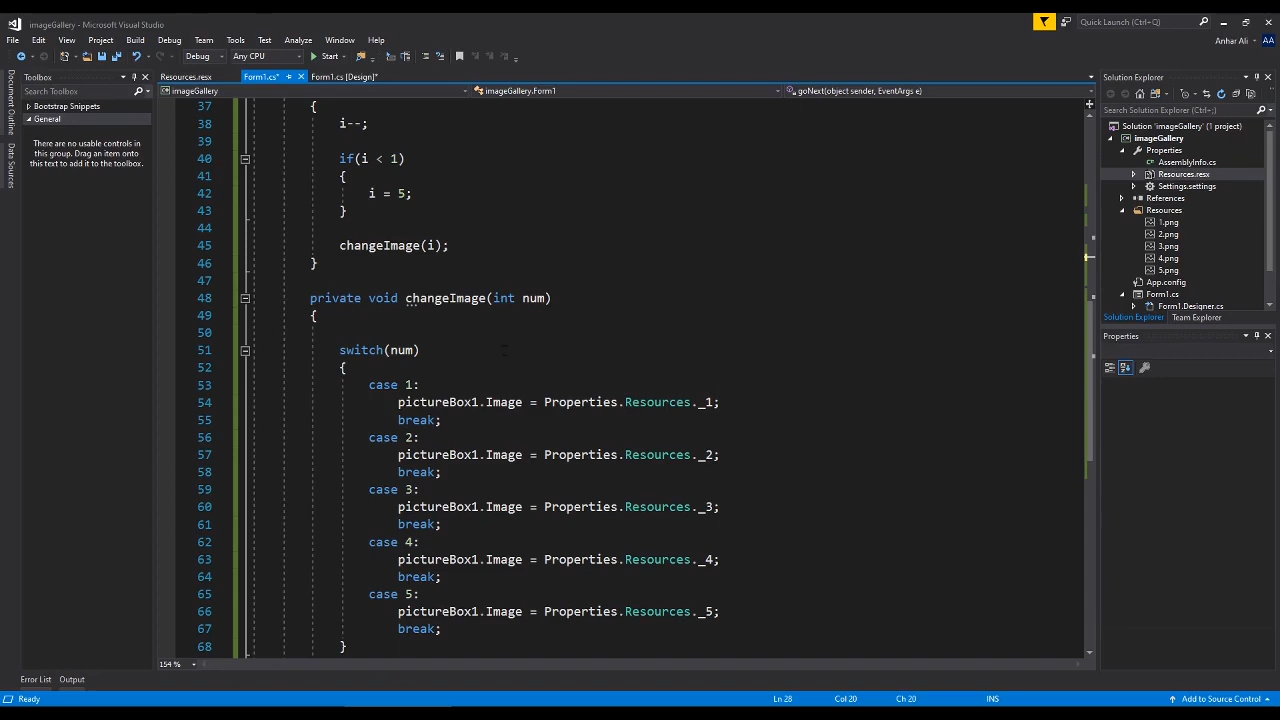 imageGallery - Microsoft Visual Studio
Quick Launch (Ctrl+Q)
File Edit View Project Build Debug Team Tools Test Analyze Window Help
Anhar Ali AA
Debug Any CPU Start
Document Outline
Data Sources
Toolbox
Search Toolbox
Bootstrap Snippets
General
There are no usable controls in
this group. Drag an item onto
this text to add it to the toolbox.
Resources.resx Form1.cs* Form1.cs [Design]*
imageGallery imageGallery.Form1 goNext(object sender, EventArgs e)
37 {
38 i--;
39
40 if(i < 1)
41 {
42 i = 5;
43 }
44
45 changeImage(i);
46 }
47
48 private void changeImage(int num)
49 {
50
51 switch(num)
52 {
53 case 1:
54 pictureBox1.Image = Properties.Resources._1;
55 break;
56 case 2:
57 pictureBox1.Image = Properties.Resources._2;
58 break;
59 case 3:
60 pictureBox1.Image = Properties.Resources._3;
61 break;
62 case 4:
63 pictureBox1.Image = Properties.Resources._4;
64 break;
65 case 5:
66 pictureBox1.Image = Properties.Resources._5;
67 break;
68 }
154 %
Solution Explorer
Search Solution Explorer (Ctrl+;)
Solution 'imageGallery' (1 project)
imageGallery
Properties
AssemblyInfo.cs
Resources.resx
Settings.settings
References
Resources
1.png
2.png
3.png
4.png
5.png
App.config
Form1.cs
Form1.Designer.cs
Solution Explorer Team Explorer
Properties
Error List Output
Ready Ln 28 Col 20 Ch 20 INS Add to Source Control